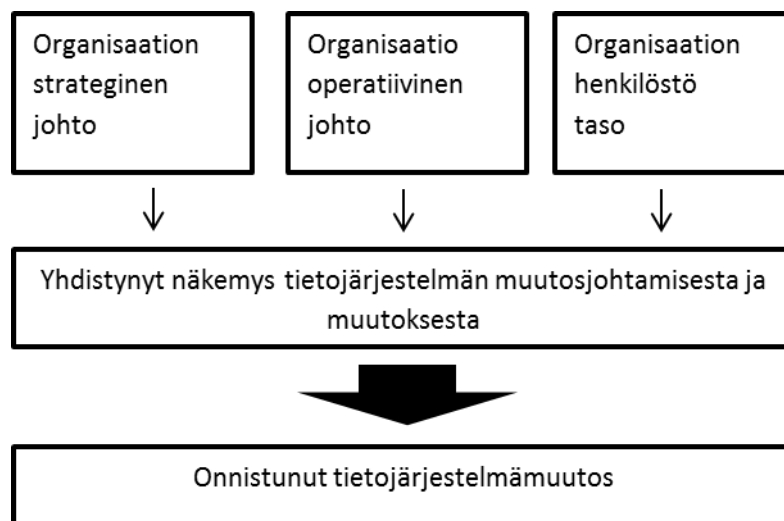 Organisaation
strateginen
johto
Organisaatio
operatiivinen
johto
Organisaation
henkilöstö
taso
Yhdistynyt näkemys tietojärjestelmän muutosjohtamisesta ja
muutoksesta
Onnistunut tietojärjestelmämuutos